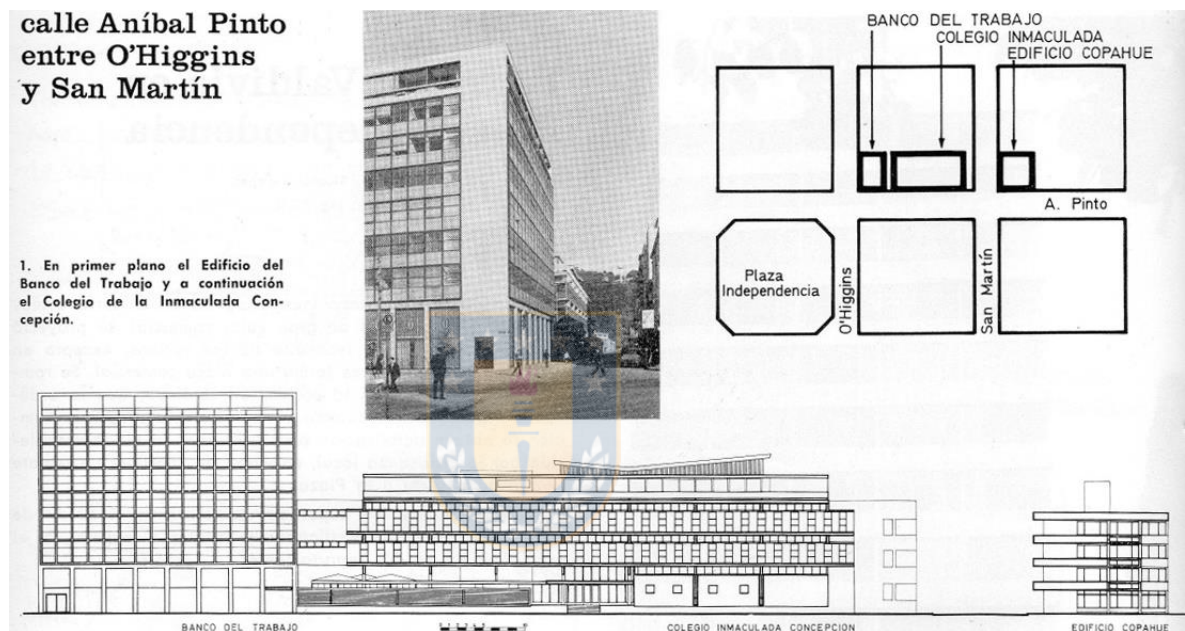 calle Aníbal Pinto
entre O’Higgins
y San Martín
1. En primer plano el Edificio del
Banco del Trabajo y a continuación
el Colegio de la Inmaculada Con-
cepción.
BANCO DEL TRABAJO
COLEGIO INMACULADA
EDIFICIO COPAHUE
A. Pinto
Plaza
Independencia
O'Higgins
San Martín
BANCO DEL TRABAJO
COLEGIO INMACULADA CONCEPCION
EDIFICIO COPAHUE